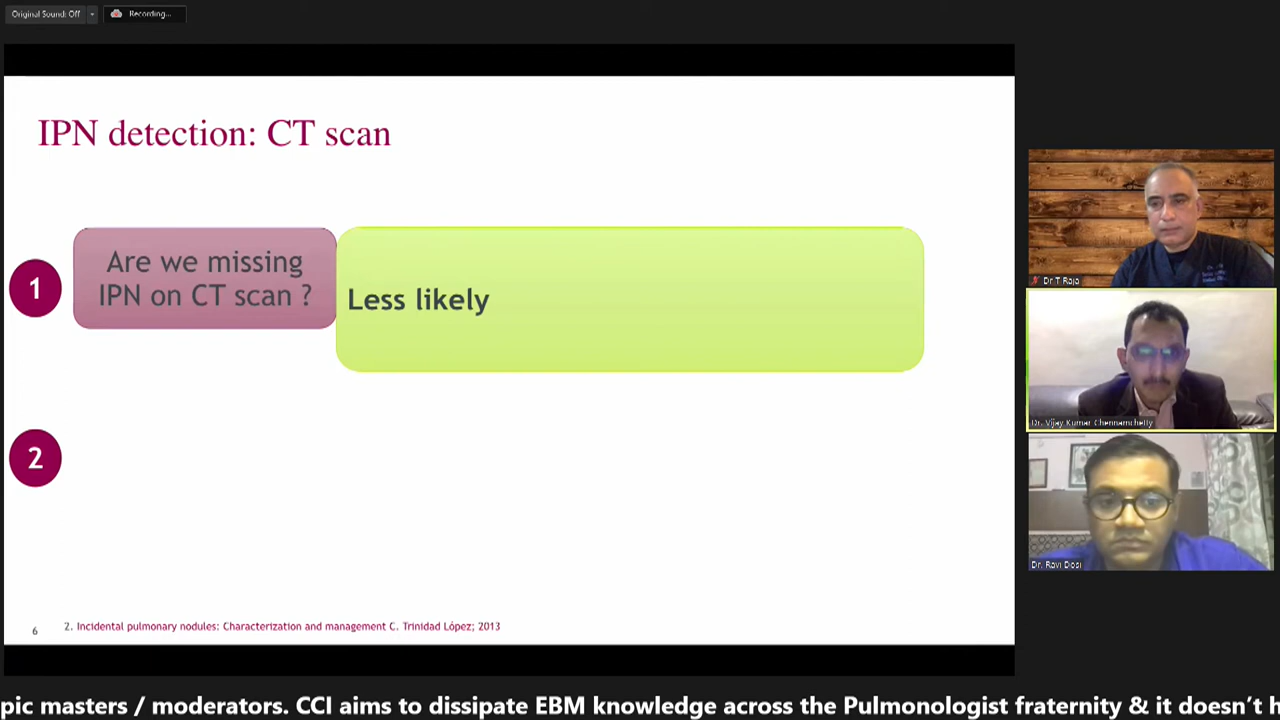 Original Sound: Off
Recording...
IPN detection: CT scan
1
Are we missing
IPN on CT scan ?
Less likely
2
6
2. Incidental pulmonary nodules: Characterization and management C. Trinidad López; 2013
Dr T Raja
Dr. Vijay Kumar Chennamchetty
Dr. Ravi Dosi
pic masters / moderators. CCI aims to dissipate EBM knowledge across the Pulmonologist fraternity & it doesn't h